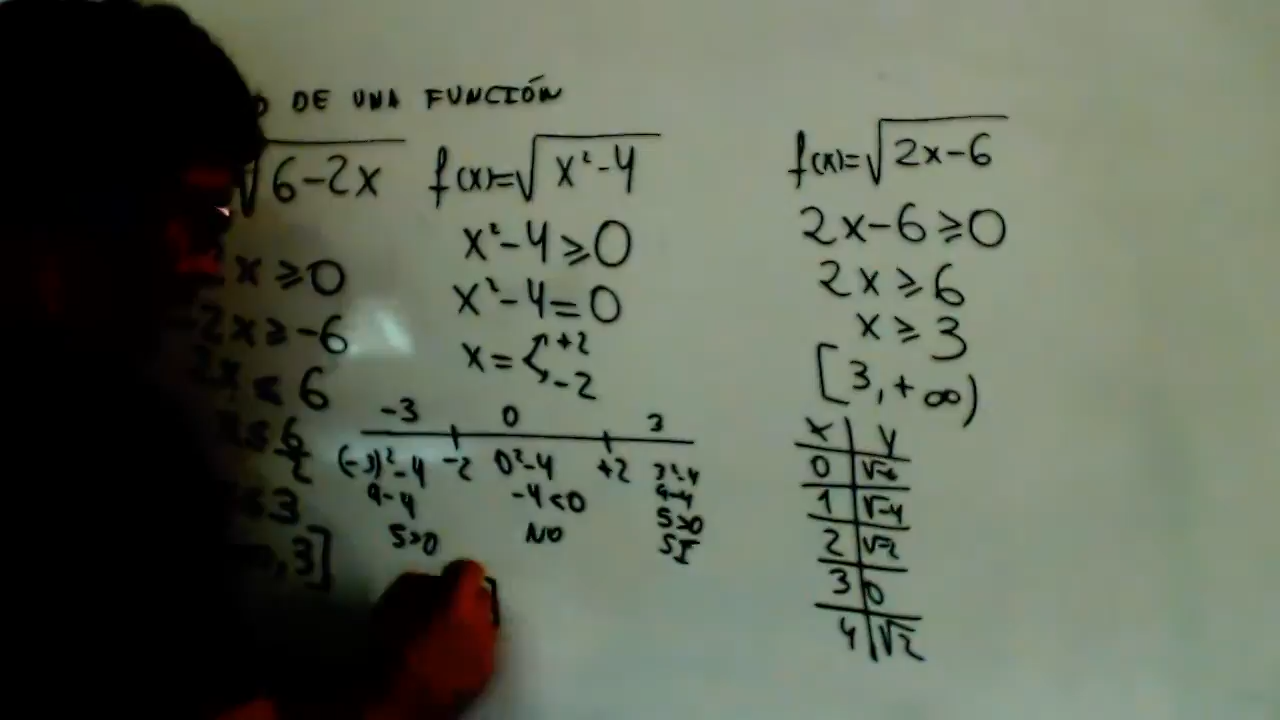 DE UNA FUNCIÓN
√6-2x
x ≥ 0
-2x ≥ -6
2x ≤ 6
x ≤ 6/2
≤ 3
, 3]
f(x)=√x²-4
x²-4 ≥ 0
x²-4=0
x= +2
-2
-3 0 3
(-3)²-4 -2 0²-4 +2 3²-4
9-4 -4<0 9-4
5>0 NO 5>0
SI
]
f(x)=√2x-6
2x-6 ≥ 0
2x ≥ 6
x ≥ 3
[3,+∞)
x y
0 √-6
1 √-4
2 √-2
3 0
4 √2